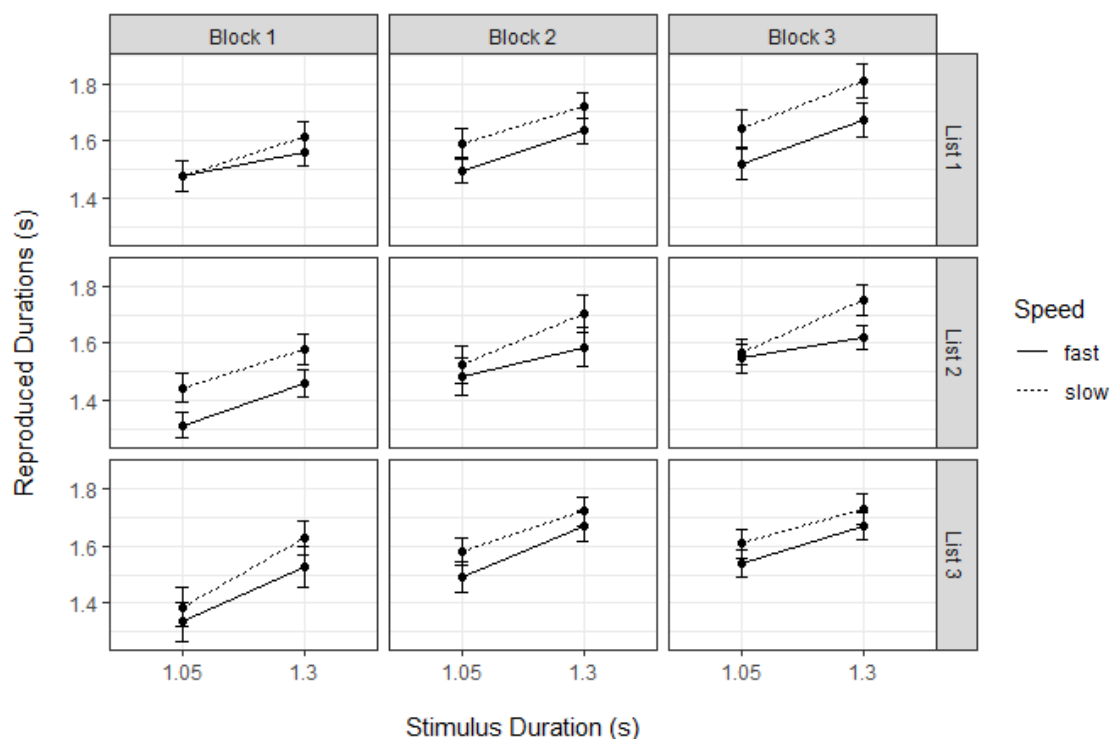 Block 1
Block 2
Block 3
1.8
1.6
1.4
List 1
1.8
1.6
1.4
List 2
1.8
1.6
1.4
List 3
1.05
1.3
1.05
1.3
1.05
1.3
Stimulus Duration (s)
Reproduced Durations (s)
Speed
fast
slow